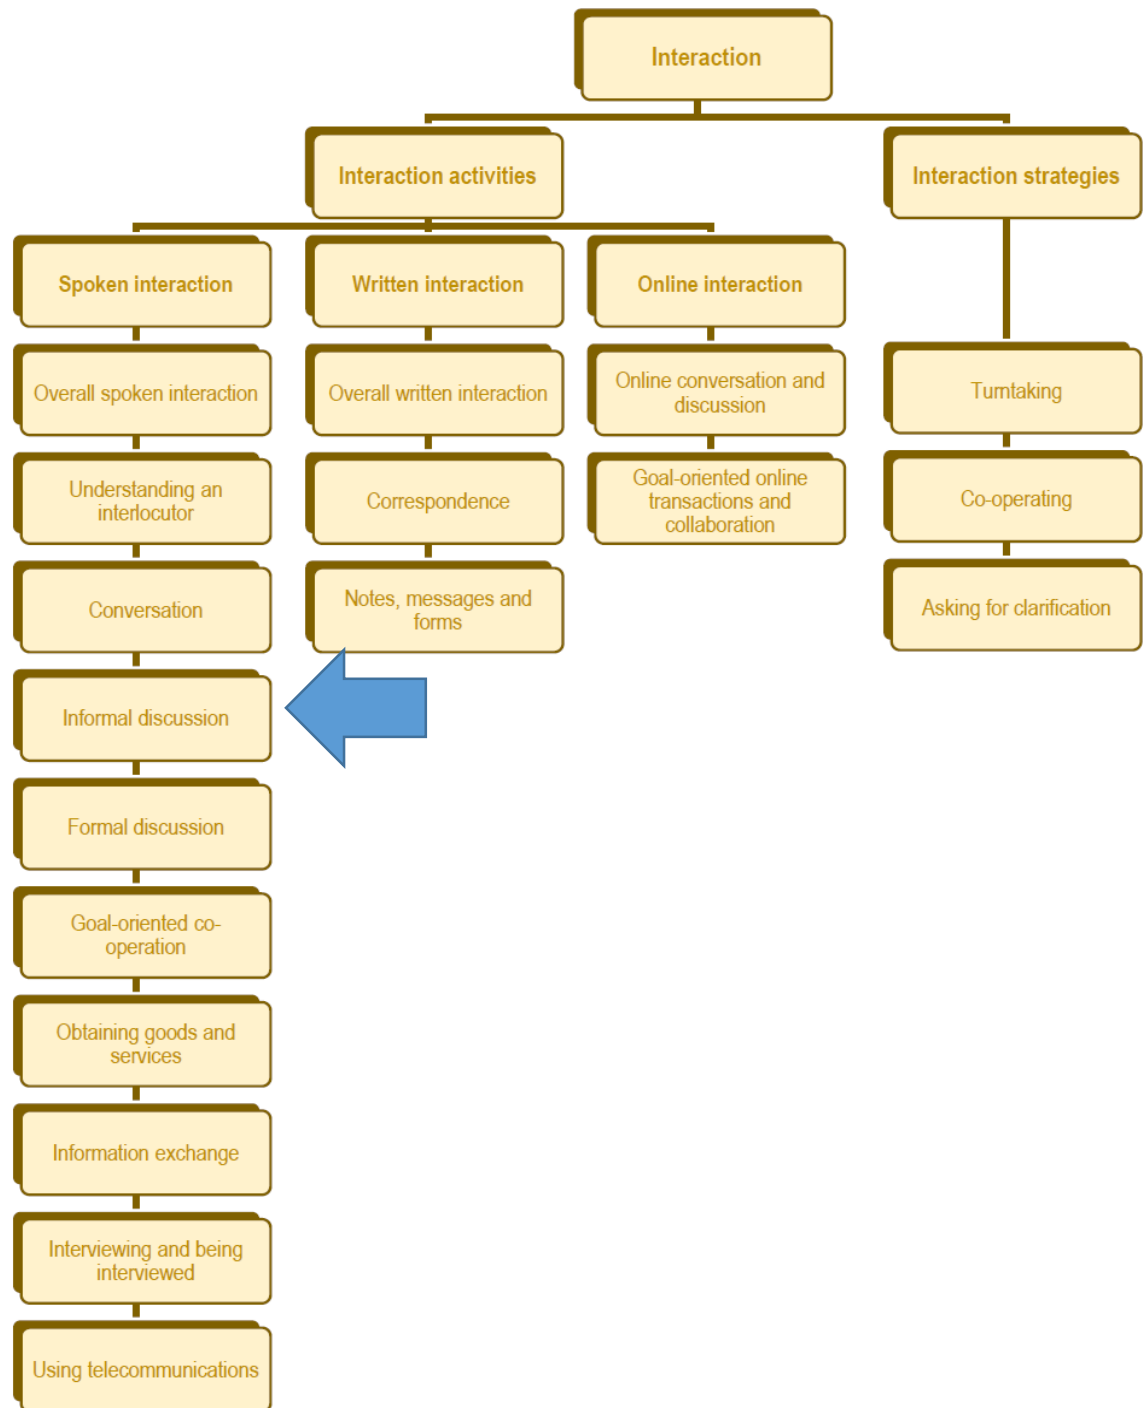 Interaction
Interaction activities
Interaction strategies
Spoken interaction
Written interaction
Online interaction
Overall spoken interaction
Understanding an
interlocutor
Conversation
Informal discussion
Formal discussion
Goal-oriented co-
operation
Obtaining goods and
services
Information exchange
Interviewing and being
interviewed
Using telecommunications
Overall written interaction
Correspondence
Notes, messages and
forms
Online conversation and
discussion
Goal-oriented online
transactions and
collaboration
Turntaking
Co-operating
Asking for clarification